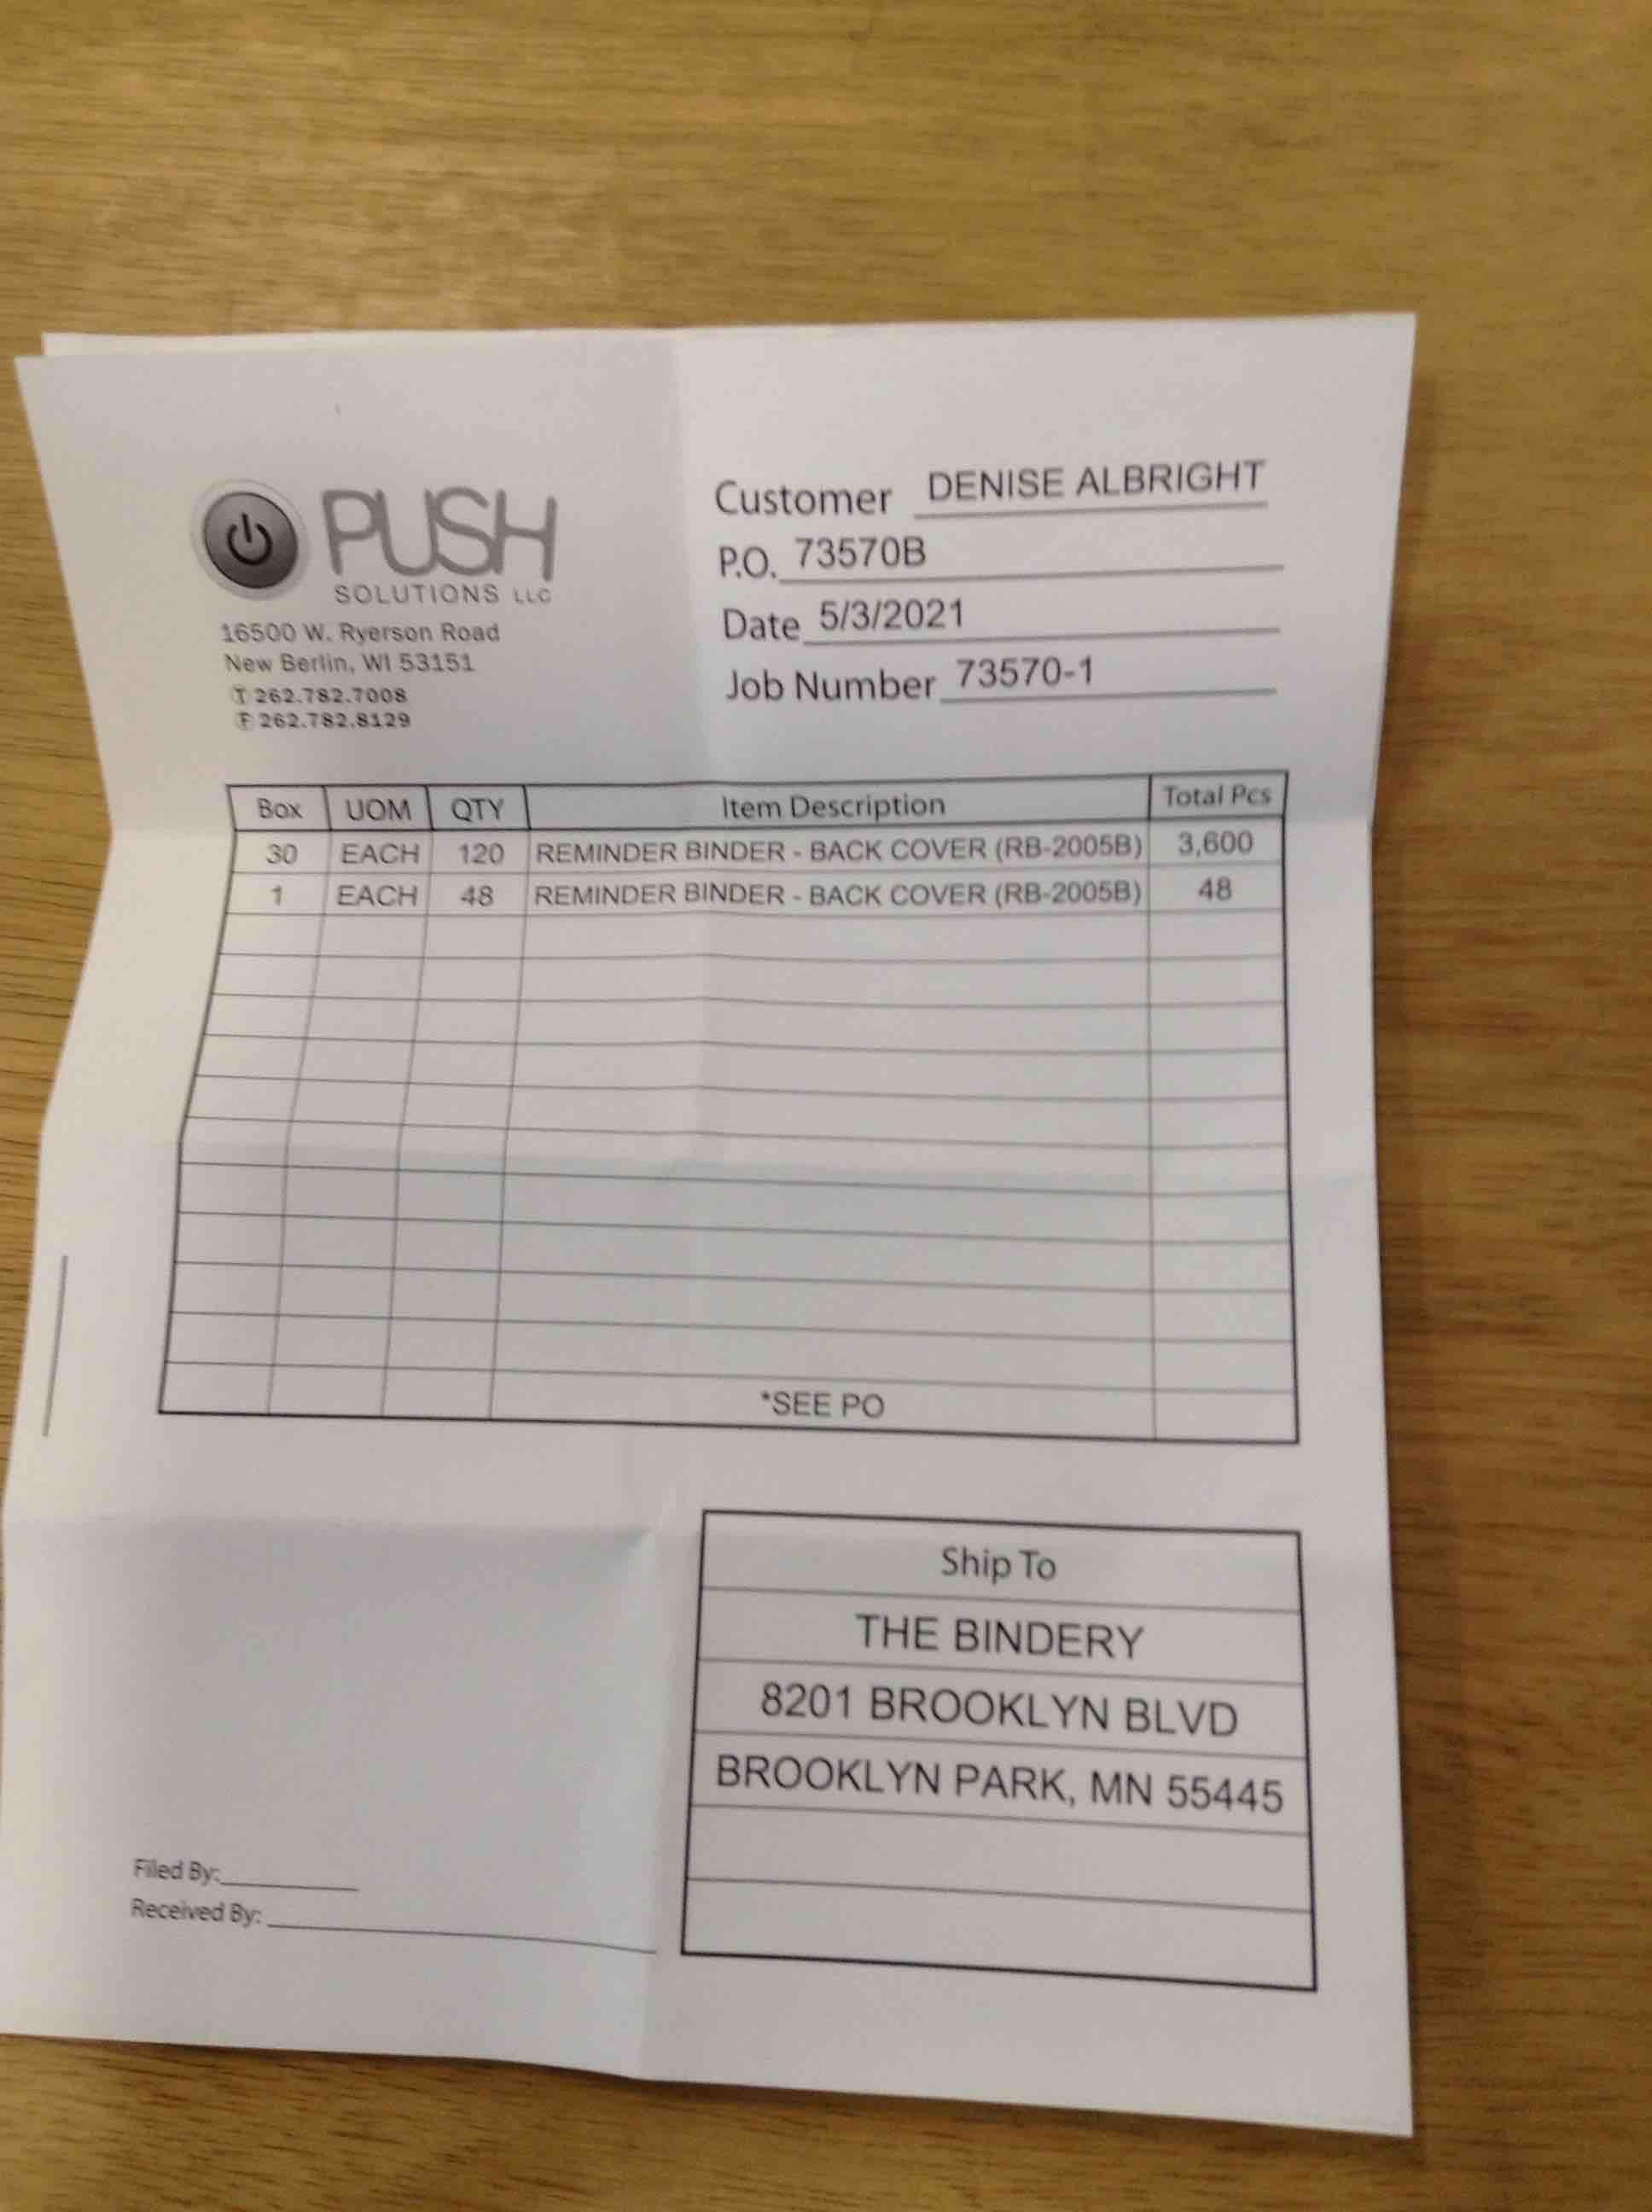 PUSH
SOLUTIONS LLC
16500 W. Ryerson Road
New Berlin, WI 53151
T 262.782.7008
F 262.782.8129
Customer DENISE ALBRIGHT
P.O. 73570B
Date 5/3/2021
Job Number 73570-1
Box UOM QTY Item Description Total Pcs
30 EACH 120 REMINDER BINDER - BACK COVER (RB-2005B) 3,600
1 EACH 48 REMINDER BINDER - BACK COVER (RB-2005B) 48
*SEE PO
Ship To
THE BINDERY
8201 BROOKLYN BLVD
BROOKLYN PARK, MN 55445
Filed By:
Received By: